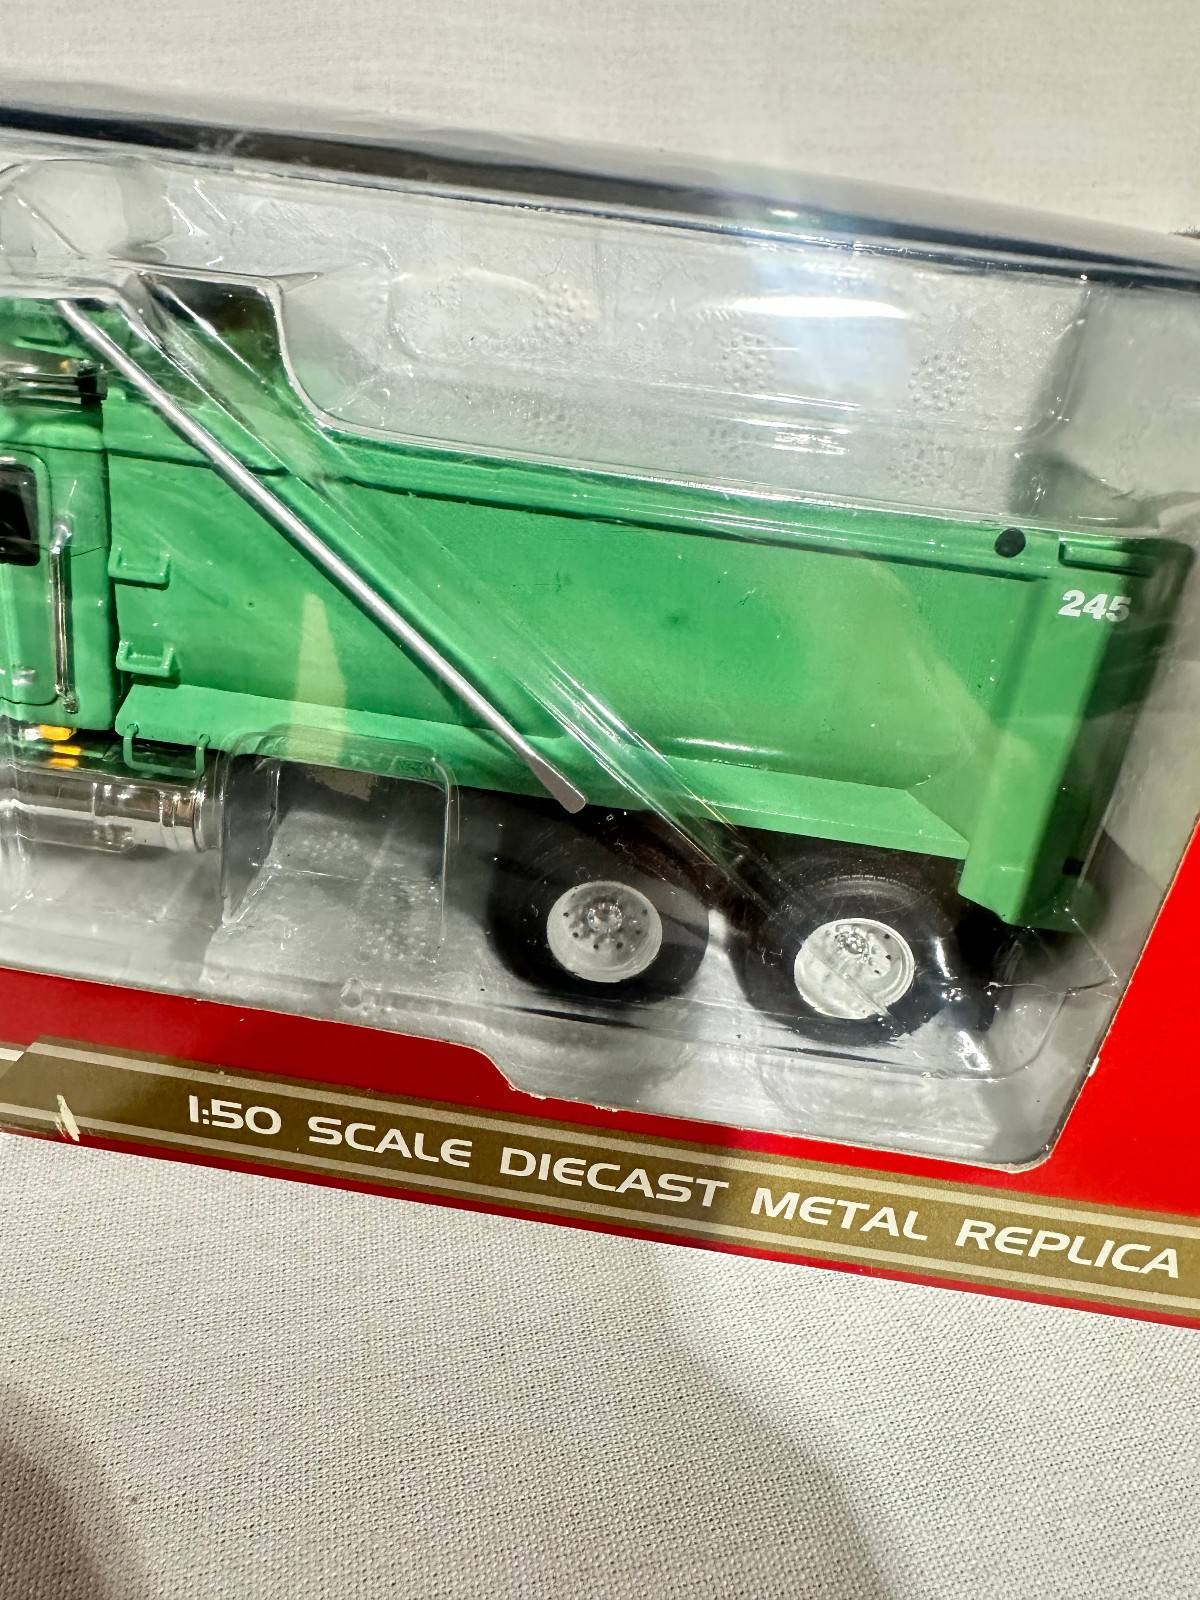 245
1:50 SCALE DIECAST METAL REPLICA